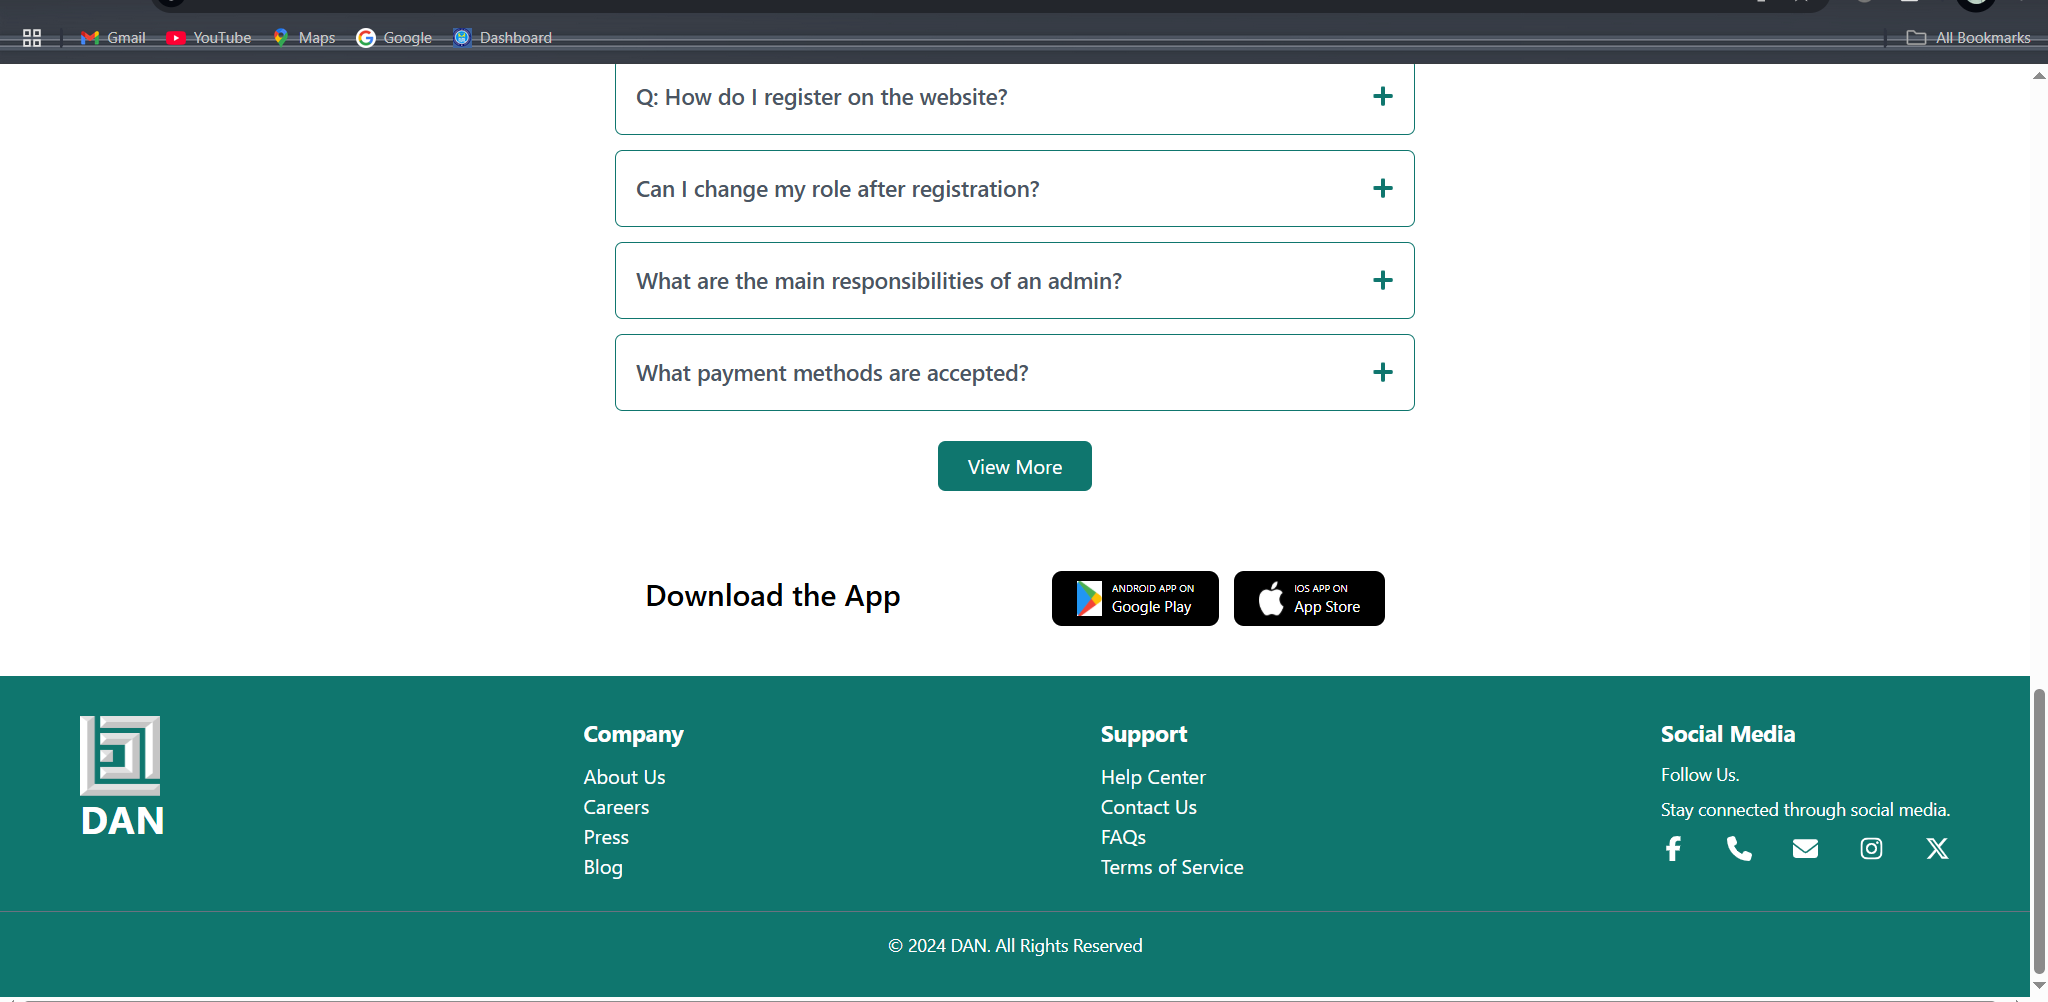 Gmail YouTube Maps Google Dashboard All Bookmarks
Q: How do I register on the website?
Can I change my role after registration?
What are the main responsibilities of an admin?
What payment methods are accepted?
View More
Download the App
ANDROID APP ON
Google Play
IOS APP ON
App Store
DAN
Company
About Us
Careers
Press
Blog
Support
Help Center
Contact Us
FAQs
Terms of Service
Social Media
Follow Us.
Stay connected through social media.
© 2024 DAN. All Rights Reserved